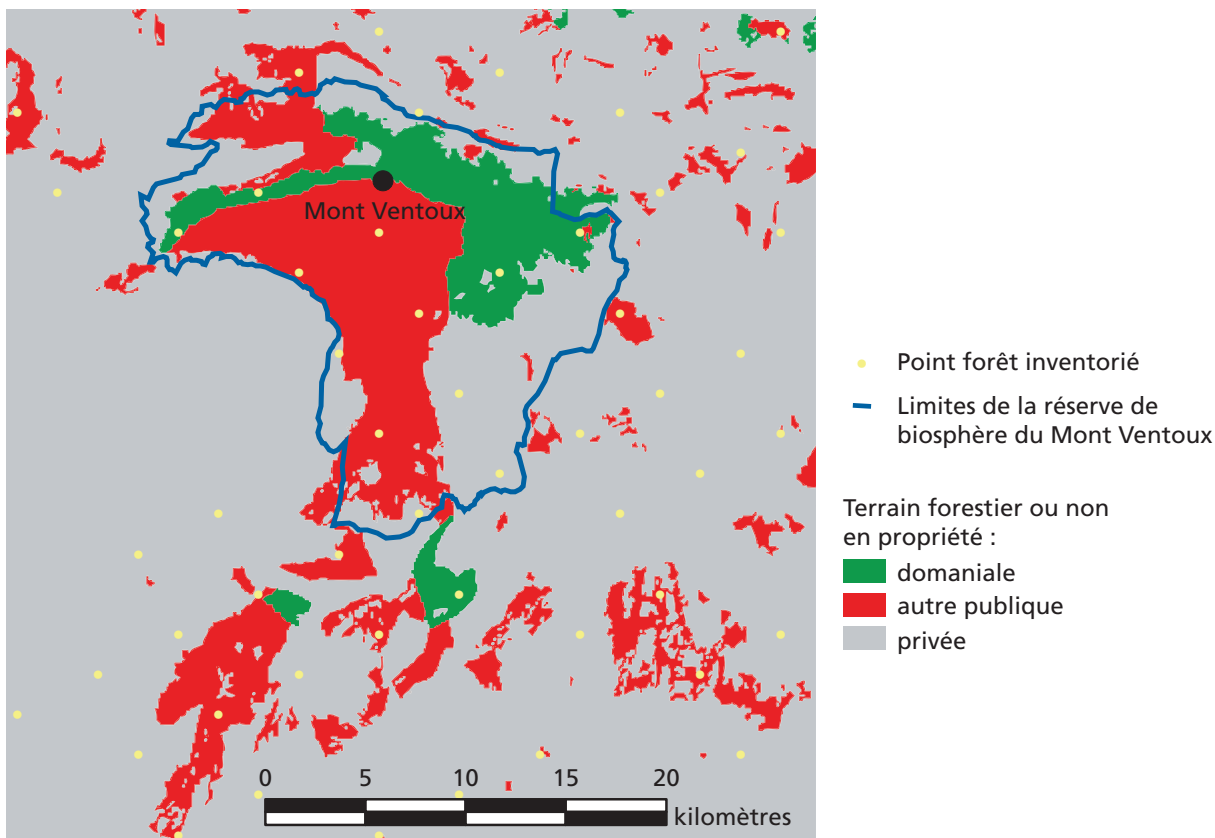 Mont Ventoux
0 5 10 15 20
kilomètres
Point forêt inventorié
Limites de la réserve de
biosphère du Mont Ventoux
Terrain forestier ou non
en propriété :
domaniale
autre publique
privée